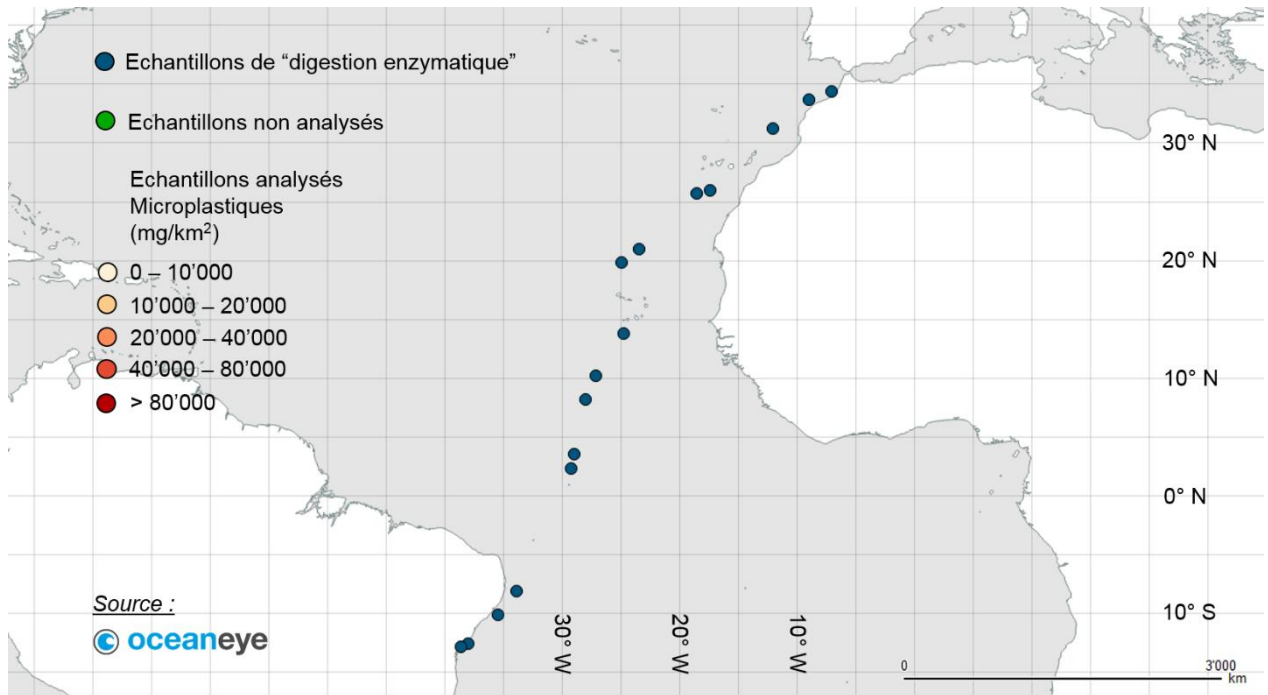 Echantillons de “digestion enzymatique”
Echantillons non analysés
Echantillons analysés
Microplastiques
(mg/km²)
0 – 10’000
10’000 – 20’000
20’000 – 40’000
40’000 – 80’000
> 80’000
Source :
oceaneye
30° N
20° N
10° N
0° N
10° S
30° W
20° W
10° W
0
3'000
km